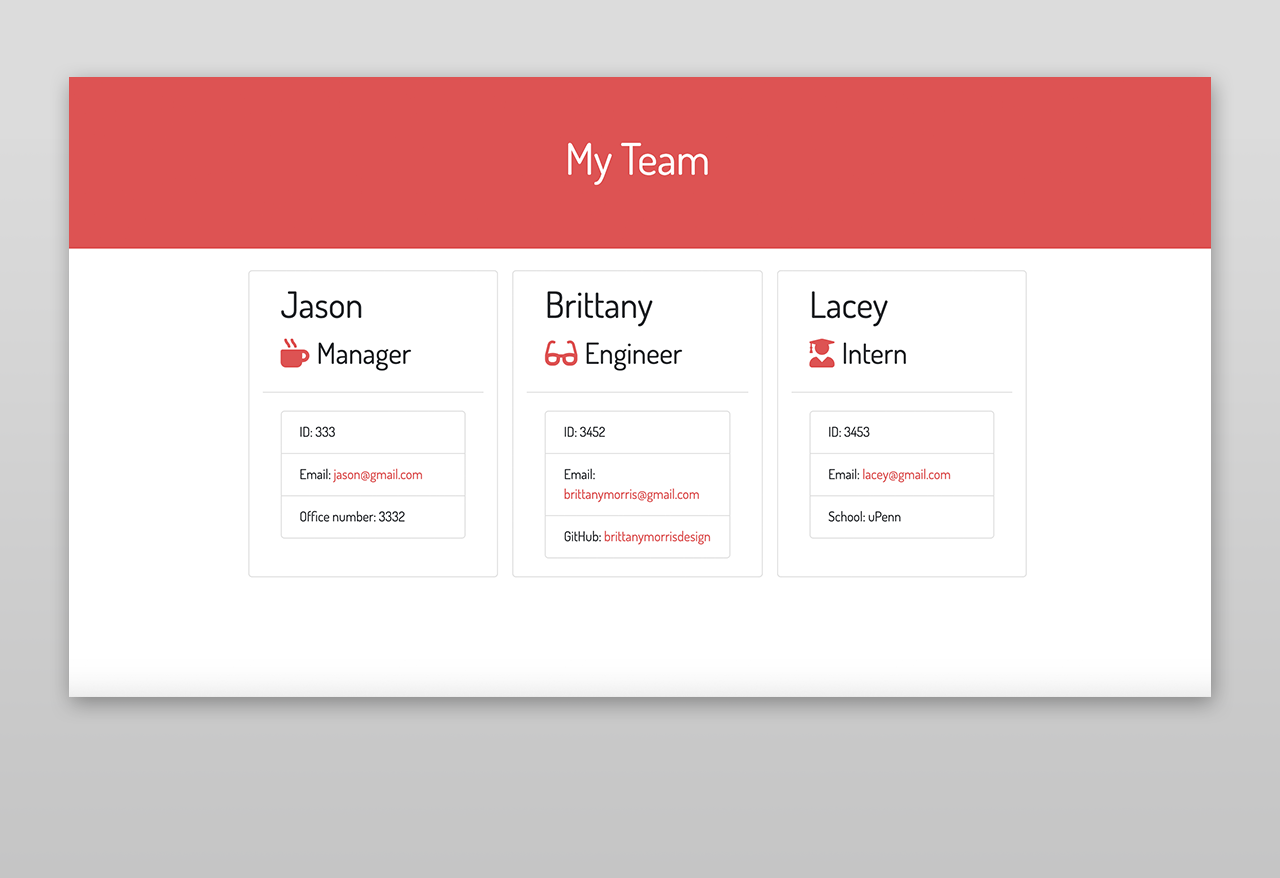 My Team
Jason
Manager
ID: 333
Email: jason@gmail.com
Office number: 3332
Brittany
Engineer
ID: 3452
Email:
brittanymorris@gmail.com
GitHub: brittanymorrisdesign
Lacey
Intern
ID: 3453
Email: lacey@gmail.com
School: uPenn